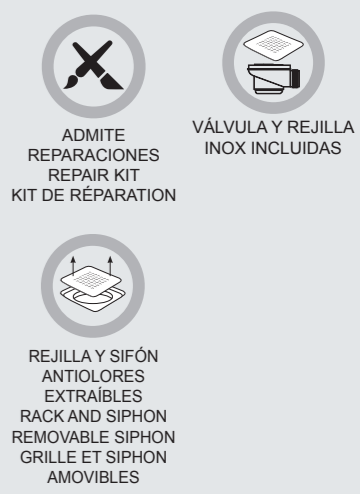 ADMITE
REPARACIONES
REPAIR KIT
KIT DE RÉPARATION
VÁLVULA Y REJILLA
INOX INCLUIDAS
REJILLA Y SIFÓN
ANTIOLORES
EXTRAÍBLES
RACK AND SIPHON
REMOVABLE SIPHON
GRILLE ET SIPHON
AMOVIBLES